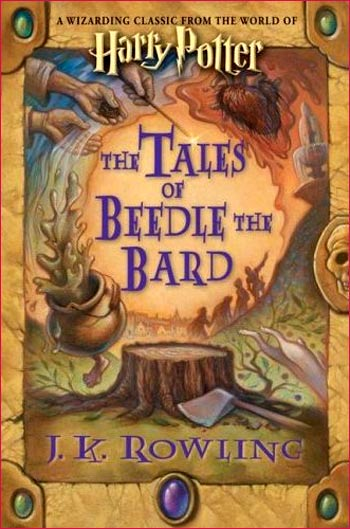 A WIZARDING CLASSIC FROM THE WORLD OF
Harry Potter
THE TALES
OF
BEEDLE THE
BARD
J. K. ROWLING